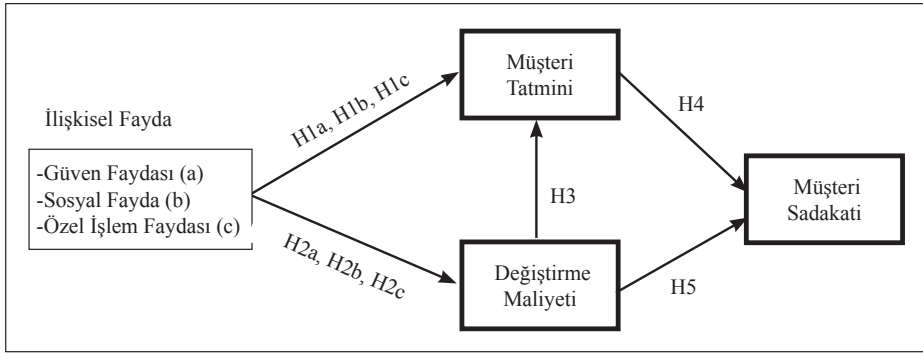 İlişkisel Fayda
-Güven Faydası (a)
-Sosyal Fayda (b)
-Özel İşlem Faydası (c)
H1a, H1b, H1c
H2a, H2b, H2c
Müşteri
Tatmini
H3
Değiştirme
Maliyeti
H4
H5
Müşteri
Sadakati